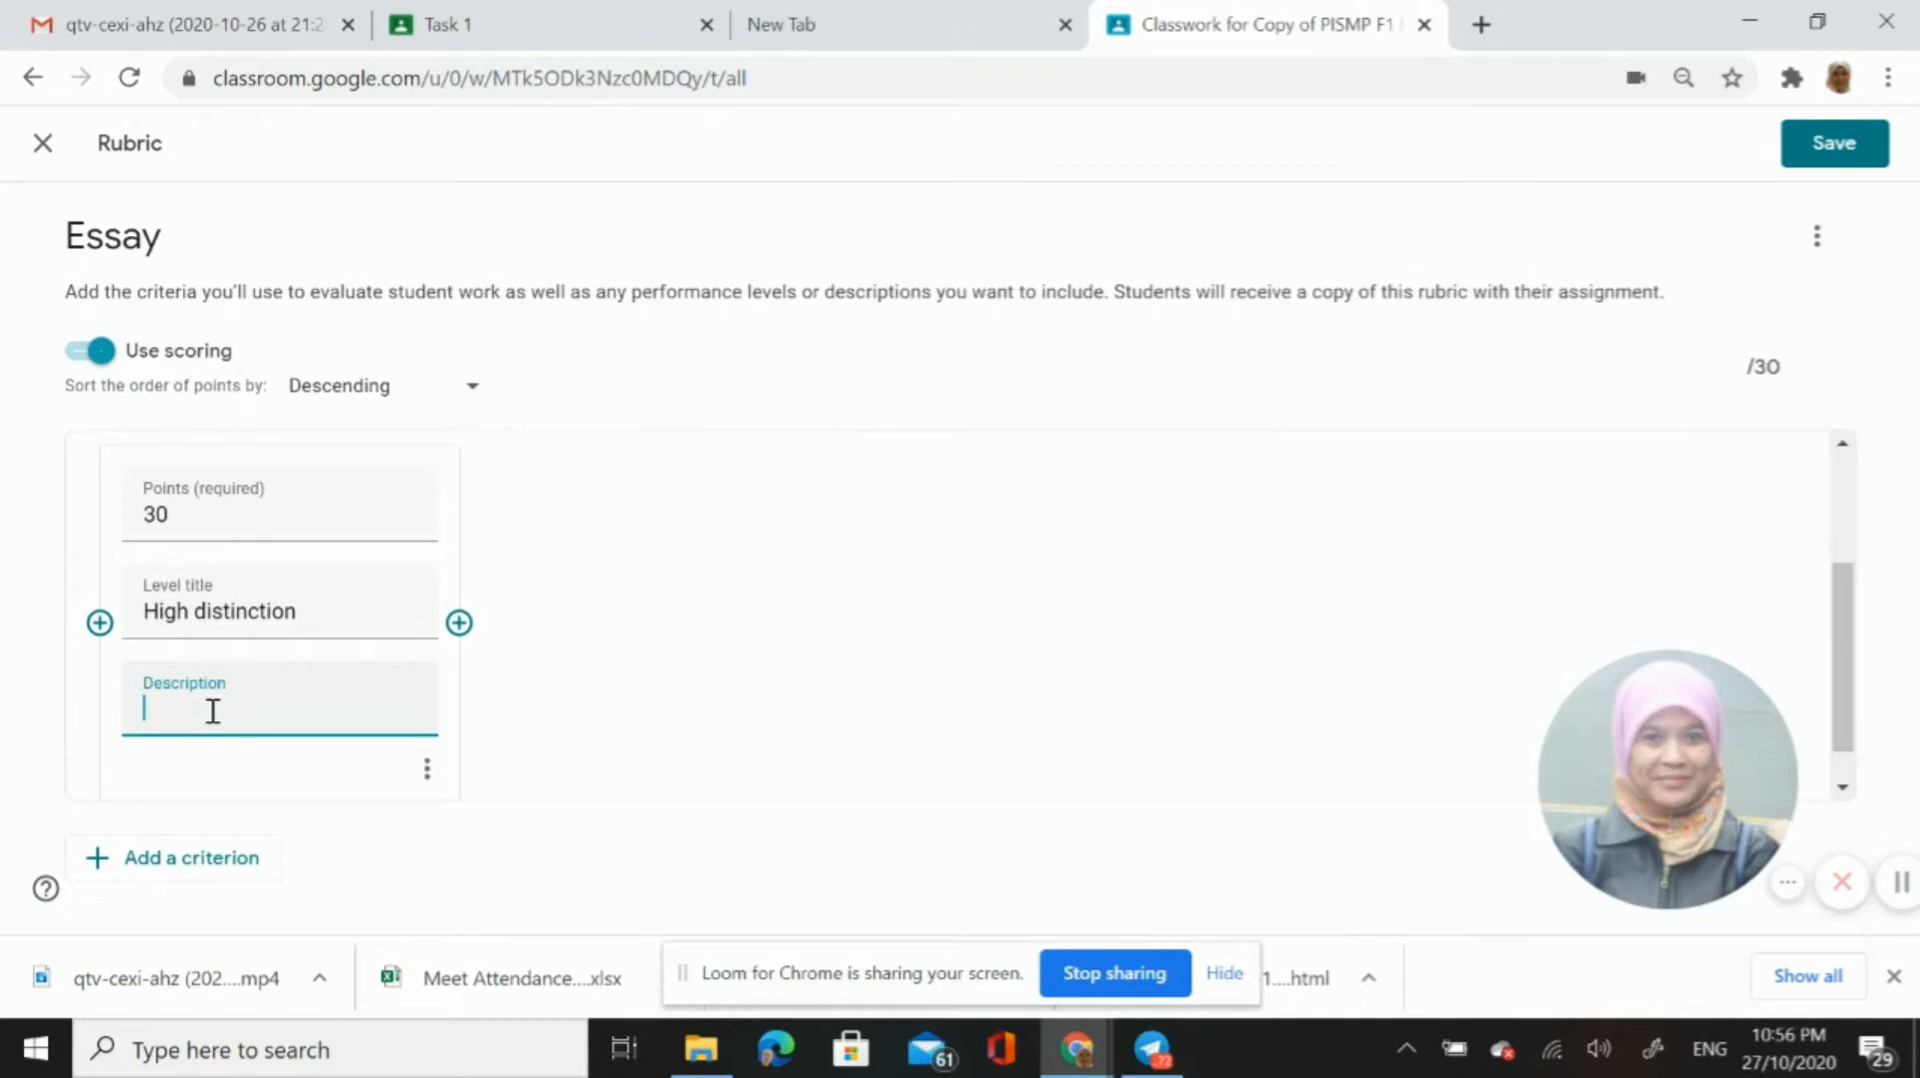 qtv-cexi-ahz (2020-10-26 at 21:2
Task 1
New Tab
Classwork for Copy of PISMP F1
classroom.google.com/u/0/w/MTk5ODk3Nzc0MDQy/t/all
Rubric
Save
Essay
Add the criteria you'll use to evaluate student work as well as any performance levels or descriptions you want to include. Students will receive a copy of this rubric with their assignment.
Use scoring
/30
Sort the order of points by: Descending
Points (required)
30
Level title
High distinction
Description
Add a criterion
qtv-cexi-ahz (202....mp4
Meet Attendance....xlsx
Loom for Chrome is sharing your screen.
Stop sharing
Hide
1....html
Show all
Type here to search
61
72
ENG
10:56 PM
27/10/2020
29